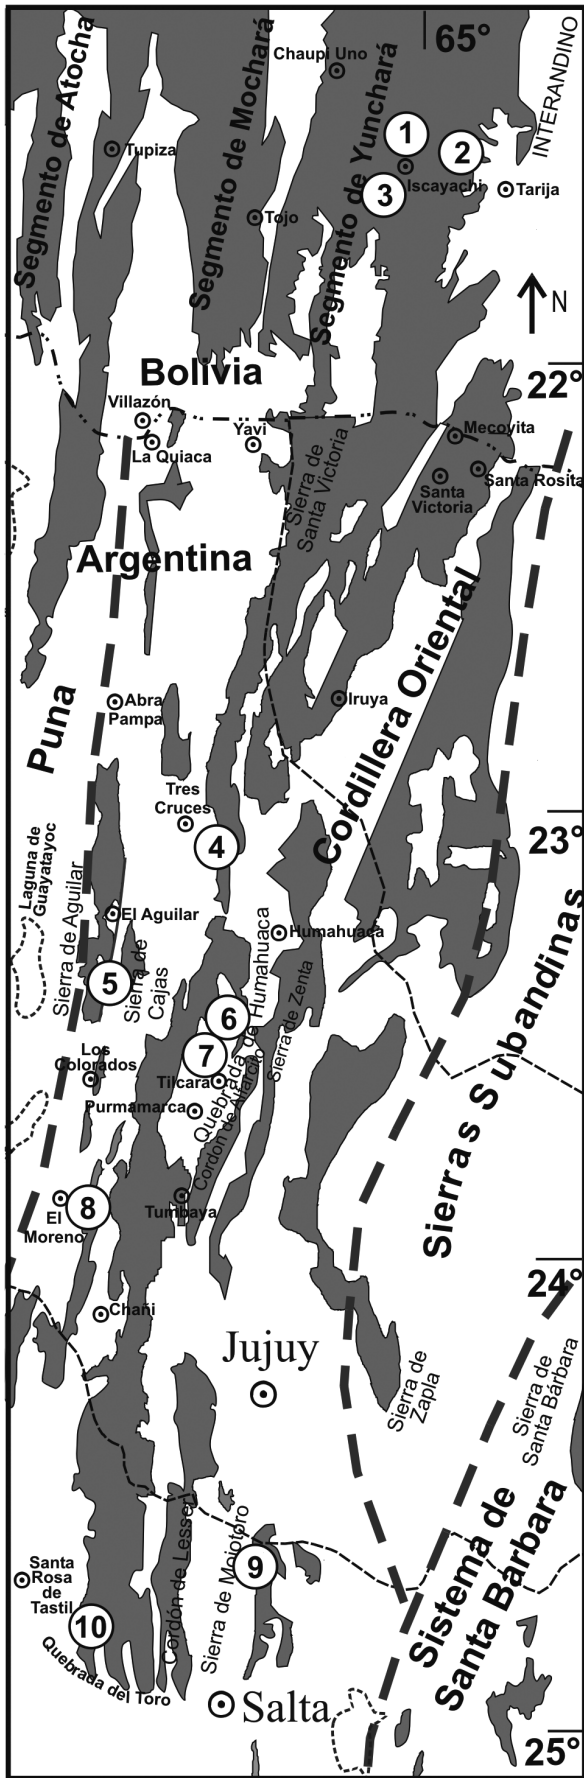 65°
Chaupi Uno
INTERANDINO
Segmento de Atocha
Segmento de Mochará
Segmento de Yunchará
1
2
Tupiza
Iscayachi
3
Tarija
Tojo
N
Bolivia
22°
Villazón
Yavi
Mecoyita
La Quiaca
Santa Rosita
Santa
Victoria
Sierra de
Santa Victoria
Argentina
Cordillera Oriental
Puna
Abra
Pampa
Iruya
Tres
Cruces
4
23°
Laguna de
Guayatayoc
Sierra de Aguilar
El Aguilar
Humahuaca
Sierra de
Cajas
5
6
7
Quebrada de Humahuaca
Sierra de Zenta
Los
Colorados
Tilcara
Purmamarca
Cordón de Alfarcito
Sierras Subandinas
8
El
Moreno
Tumbaya
24°
Chañi
Jujuy
Sierra de
Zapla
Sierra de
Santa Bárbara
Sistema de
Santa Bárbara
Cordón de Lesser
Sierra de Mojotoro
9
Santa
Rosa
de
Tastil
10
Quebrada del Toro
Salta
25°